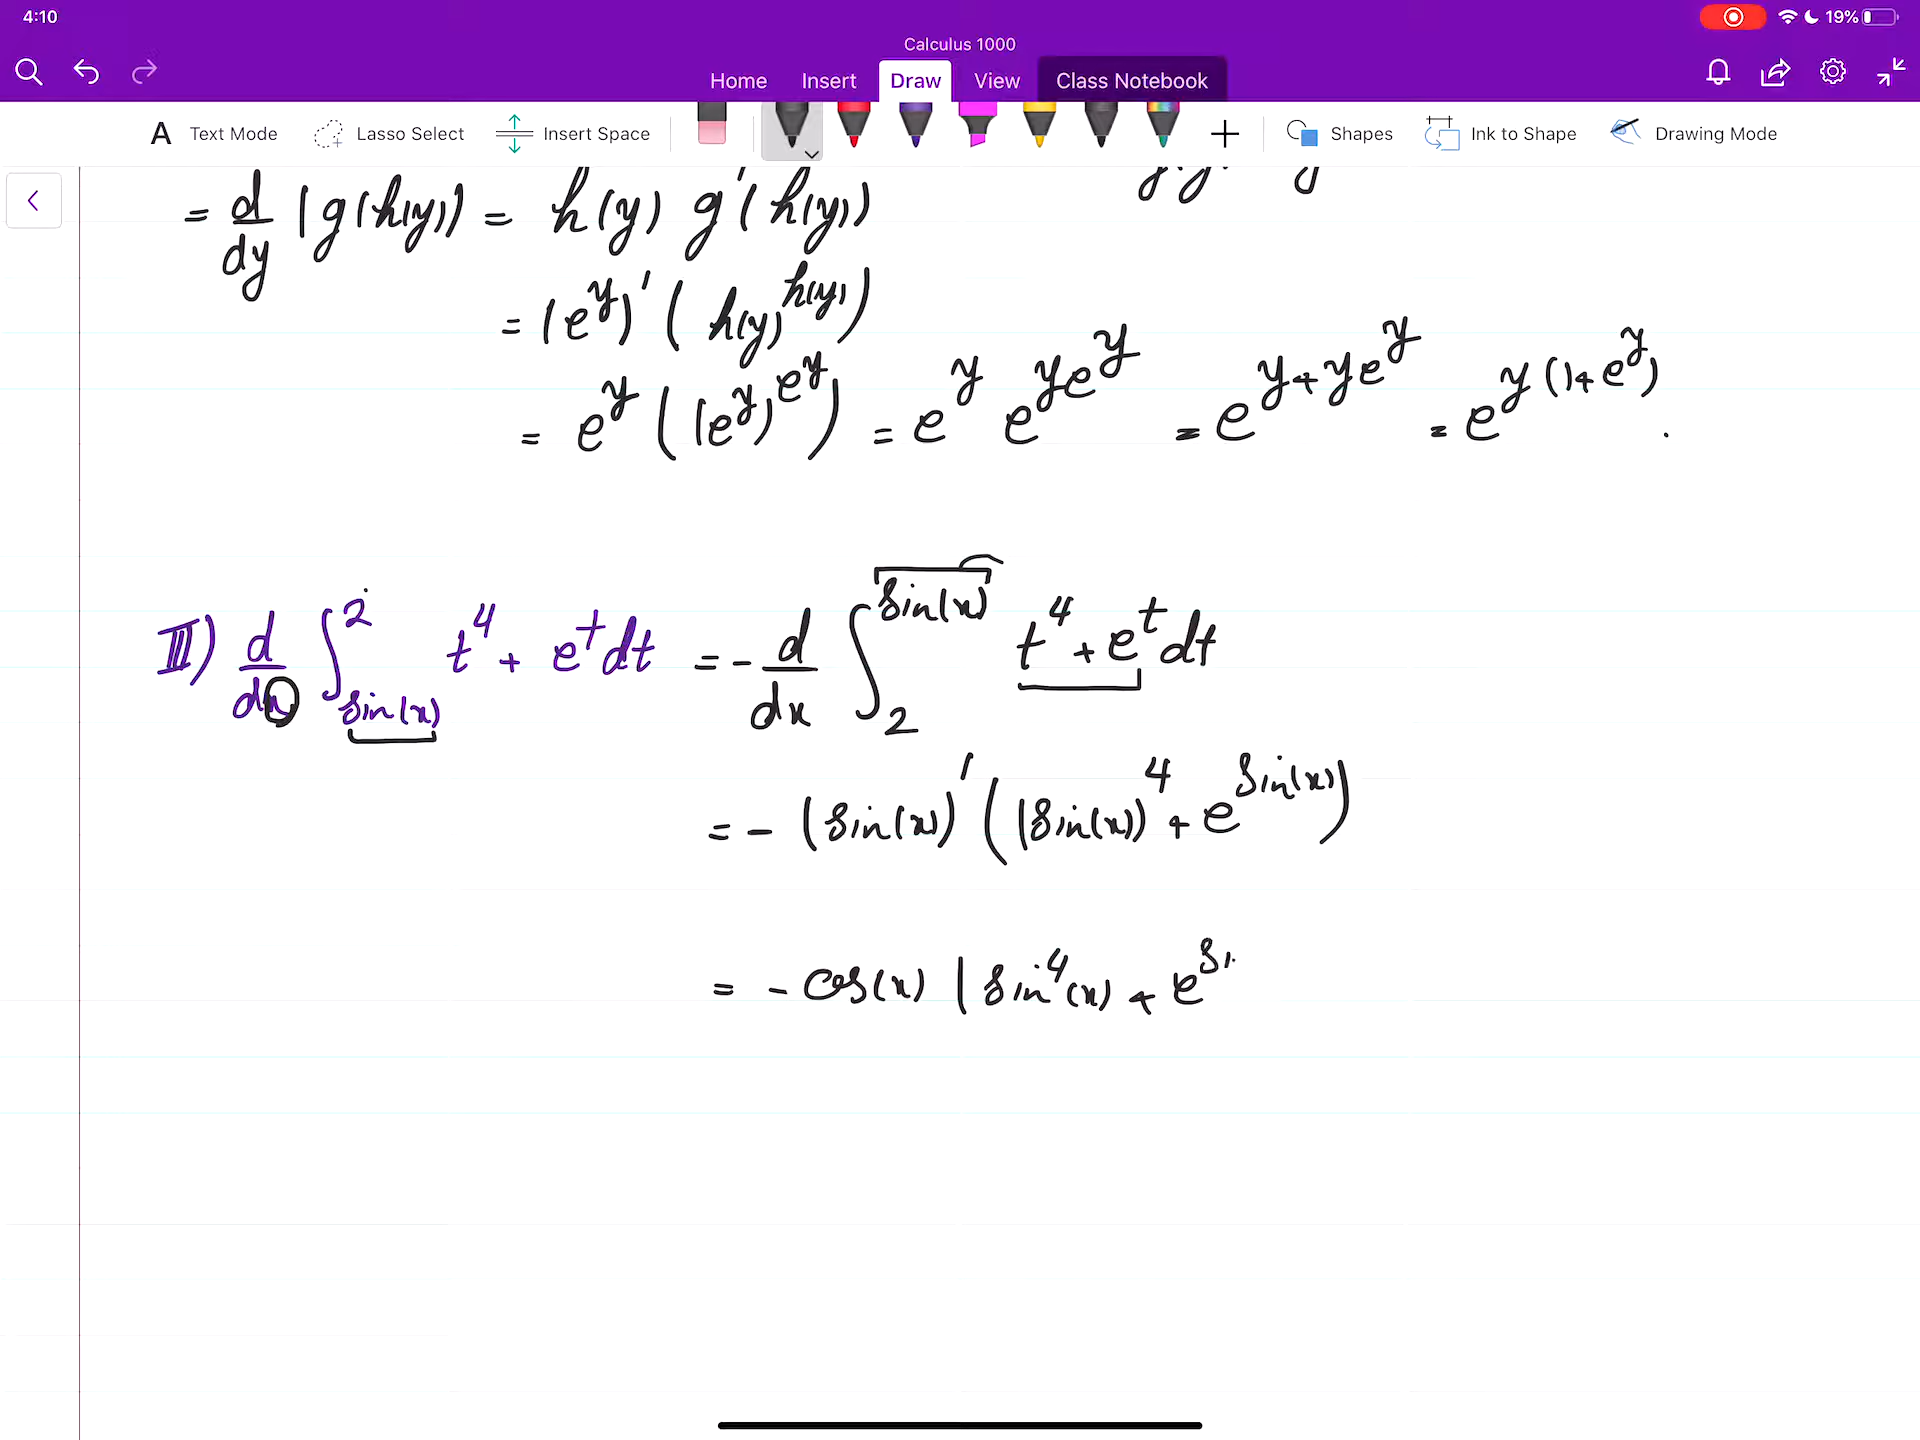 4:10
19%
Calculus 1000
Home Insert Draw View Class Notebook
A Text Mode Lasso Select Insert Space Shapes Ink to Shape Drawing Mode
= d/dy (g(h(y)) = h(y) g'(h(y))
= (e^y)' ( h(y)^h(y) )
= e^y ( (e^y)^e^y ) = e^y e^ye^y = e^y+ye^y = e^y(1+e^y) .
III) d/dx ∫_sin(x)^2 t^4 + e^t dt = - d/dx ∫_2^sin(x) t^4 + e^t dt
= - (sin(x))' ( (sin(x))^4 + e^sin(x) )
= - cos(x) ( sin^4(x) + e^si